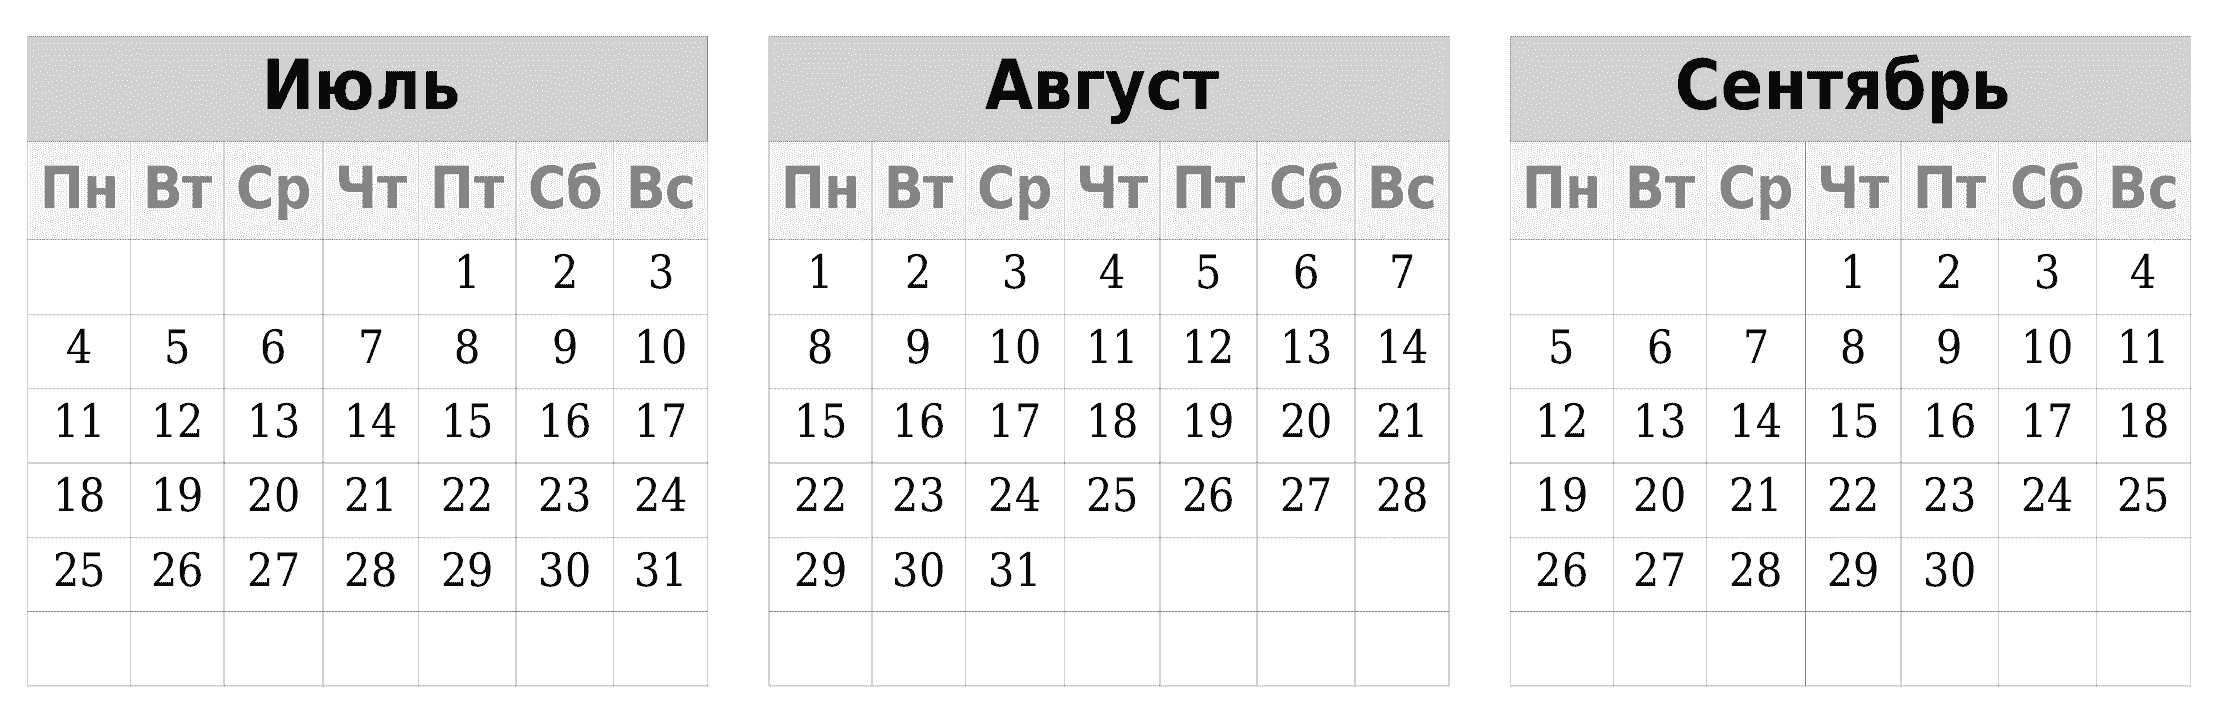 Июль
Пн Вт Ср Чт Пт Сб Вс
1 2 3
4 5 6 7 8 9 10
11 12 13 14 15 16 17
18 19 20 21 22 23 24
25 26 27 28 29 30 31
Август
Пн Вт Ср Чт Пт Сб Вс
1 2 3 4 5 6 7
8 9 10 11 12 13 14
15 16 17 18 19 20 21
22 23 24 25 26 27 28
29 30 31
Сентябрь
Пн Вт Ср Чт Пт Сб Вс
1 2 3 4
5 6 7 8 9 10 11
12 13 14 15 16 17 18
19 20 21 22 23 24 25
26 27 28 29 30